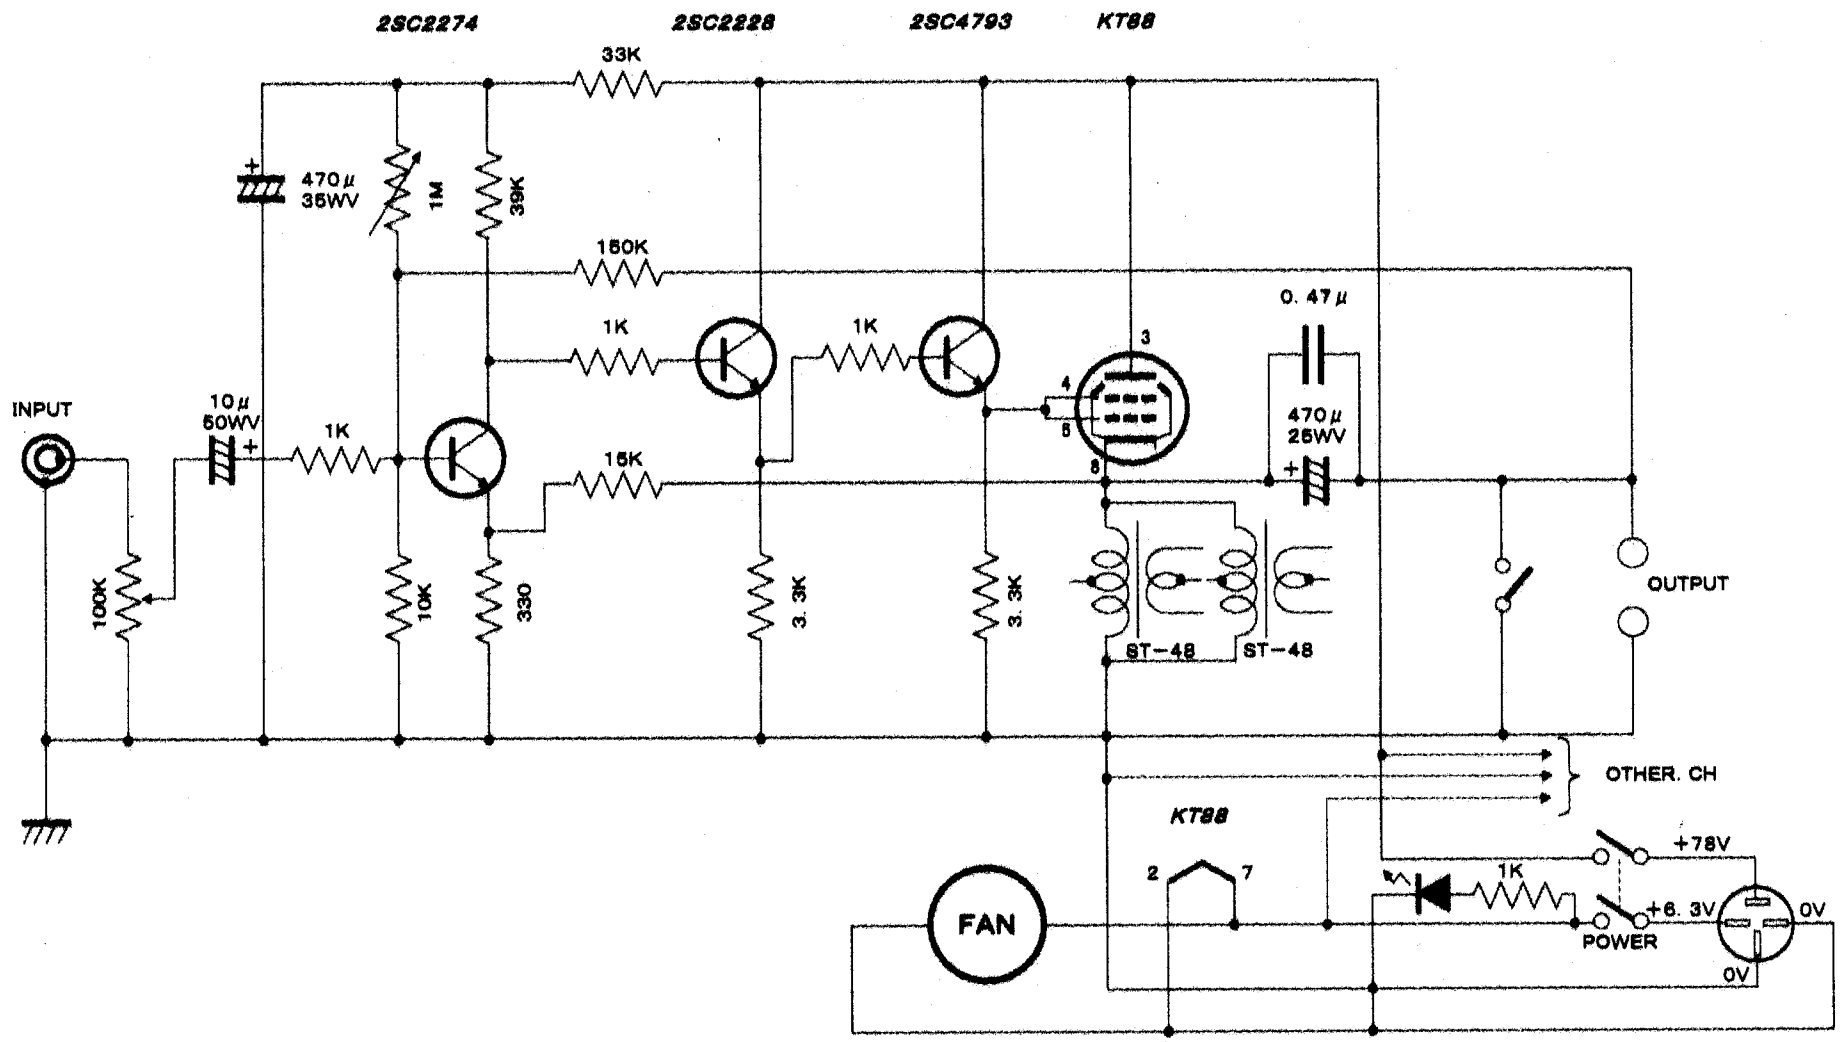 2SC2274 2SC2228 2SC4793 KT88
33K
470μ
35WV
+
1M
39K
150K
1K
1K
0.47μ
3
4
5
8
470μ
25WV
+
INPUT
10μ
50WV
+
1K
15K
100K
10K
330
3.3K
3.3K
ST-48
ST-48
OUTPUT
OTHER. CH
KT88
2
7
FAN
1K
+78V
+6.3V
0V
POWER
0V